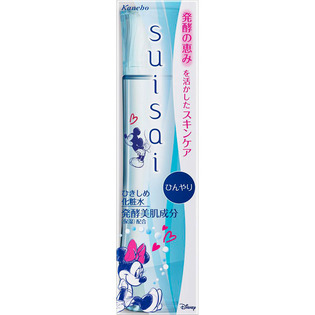 Kanebo
suisai
発酵の恵み
を活かした
スキンケア
ひんやり
ひきしめ
化粧水
発酵美肌成分
(保湿)配合
Disney